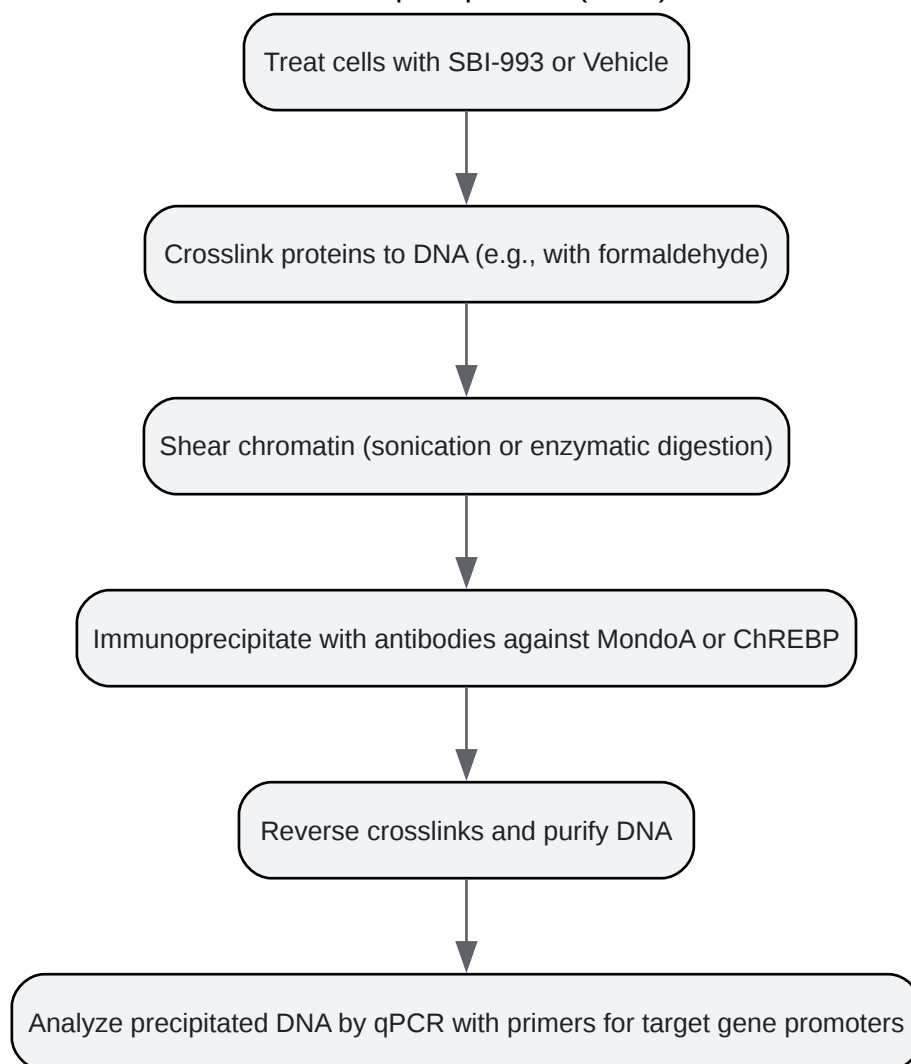 Treat cells with SBI-993 or Vehicle
Crosslink proteins to DNA (e.g., with formaldehyde)
Shear chromatin (sonication or enzymatic digestion)
Immunoprecipitate with antibodies against MondoA or ChREBP
Reverse crosslinks and purify DNA
Analyze precipitated DNA by qPCR with primers for target gene promoters